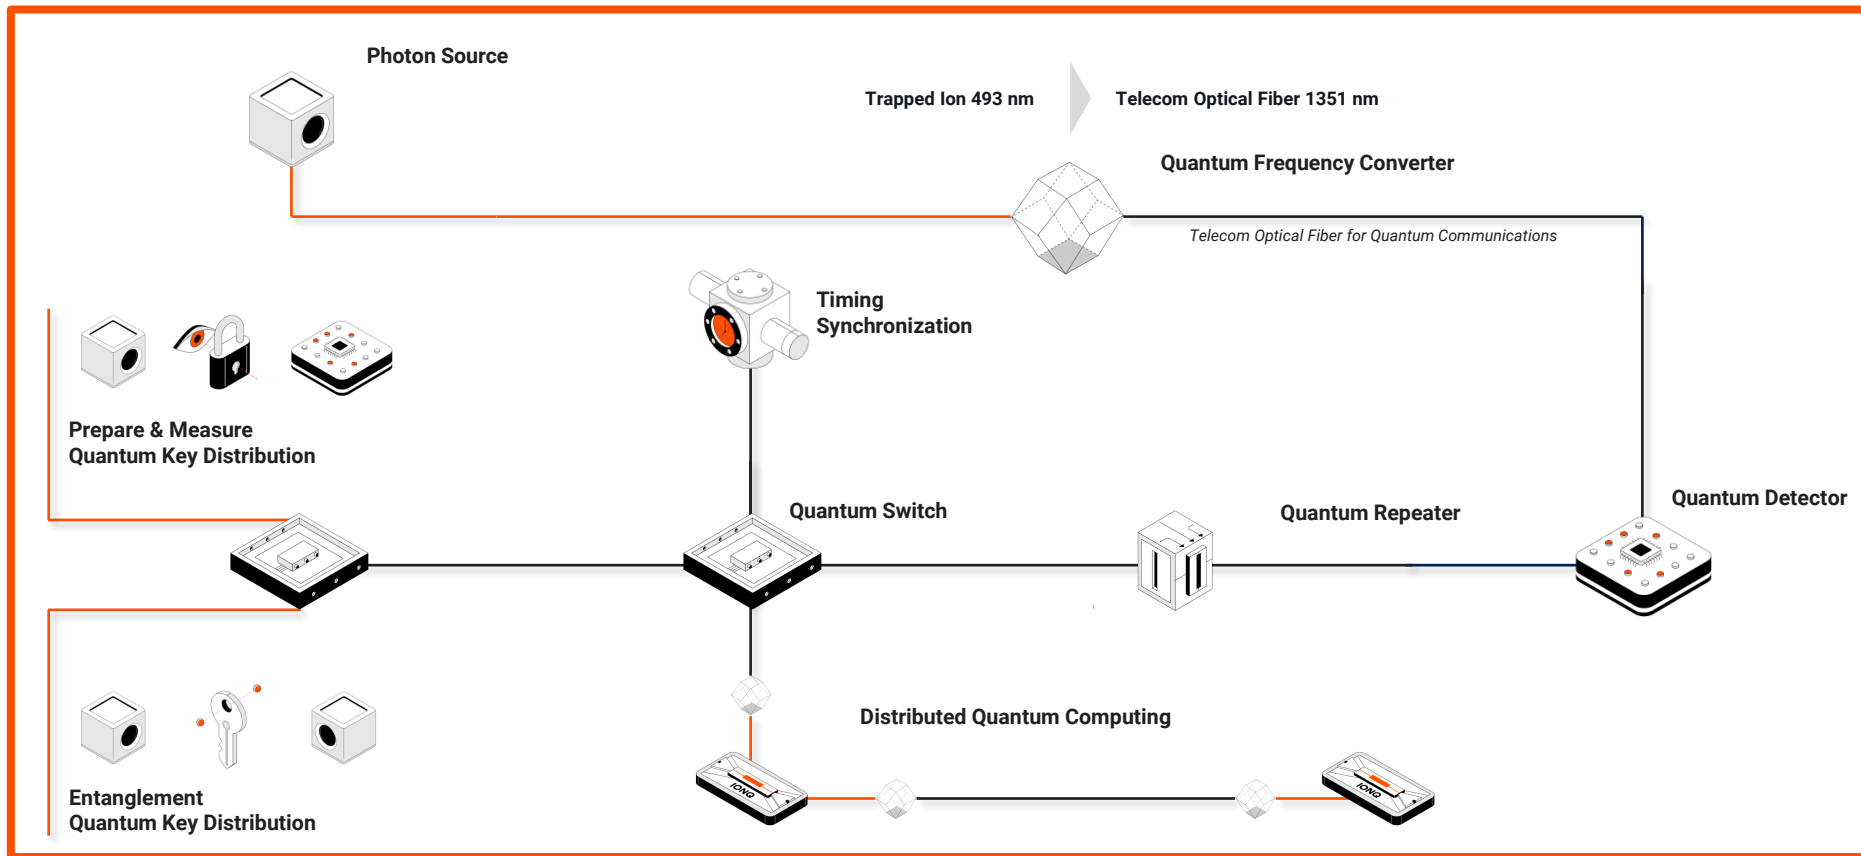 Photon Source
Trapped Ion 493 nm
Telecom Optical Fiber 1351 nm
Quantum Frequency Converter
Telecom Optical Fiber for Quantum Communications
Timing
Synchronization
Prepare & Measure
Quantum Key Distribution
Quantum Switch
Quantum Repeater
Quantum Detector
Distributed Quantum Computing
IONQ
IONQ
Entanglement
Quantum Key Distribution